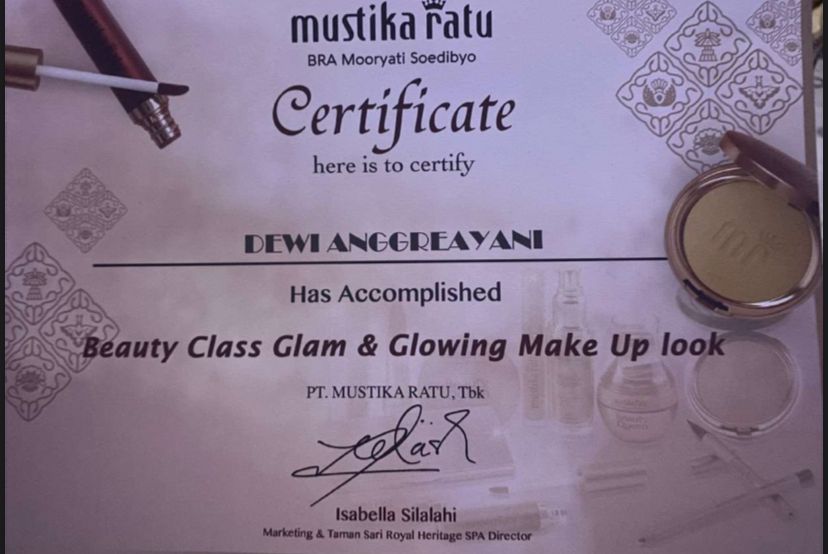 mustika ratu
BRA Mooryati Soedibyo
Certificate
here is to certify
DEWI ANGGREAYANI
Has Accomplished
Beauty Class Glam & Glowing Make Up look
PT. MUSTIKA RATU, Tbk
Isabella Silalahi
Marketing & Taman Sari Royal Heritage SPA Director